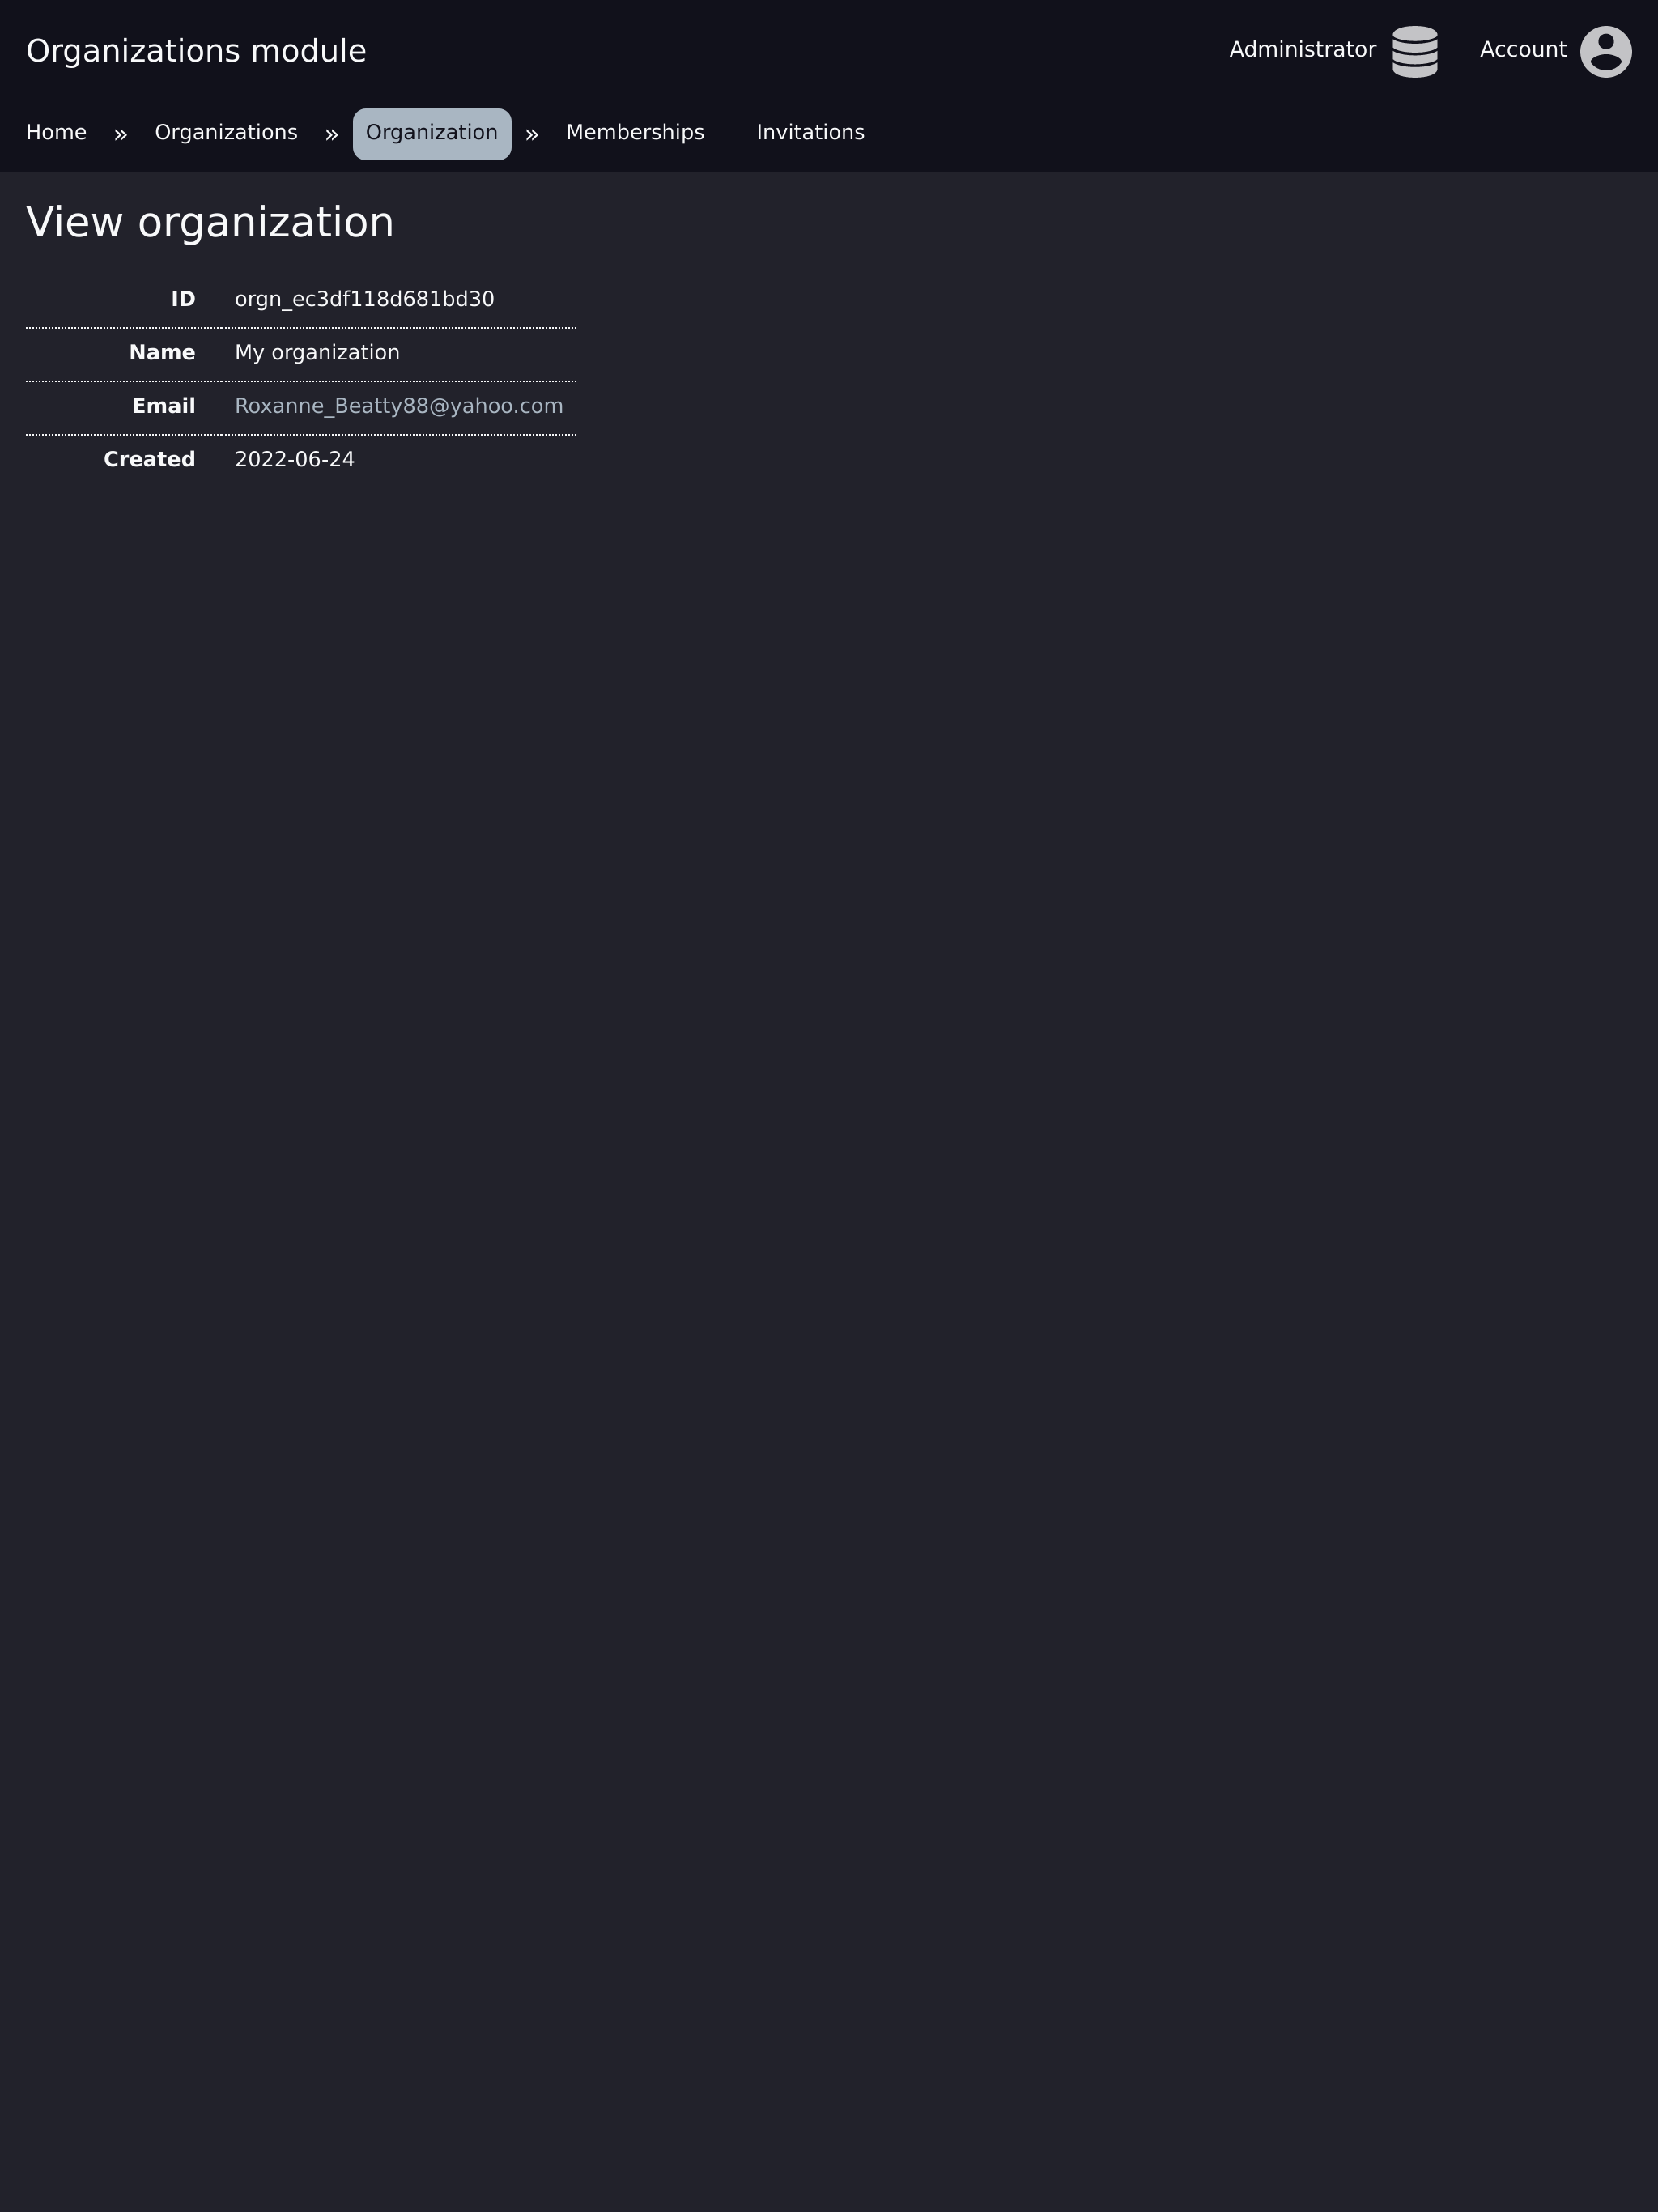 Organizations module
Administrator Account
Home » Organizations » Organization » Memberships Invitations
View organization
ID orgn_ec3df118d681bd30
Name My organization
Email Roxanne_Beatty88@yahoo.com
Created 2022-06-24